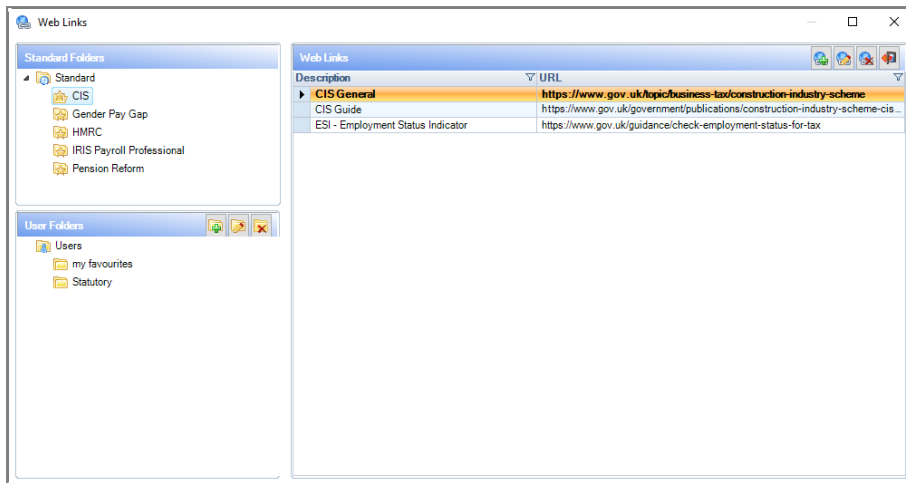 Web Links
Standard Folders
Standard
CIS
Gender Pay Gap
HMRC
IRIS Payroll Professional
Pension Reform
User Folders
Users
my favourites
Statutory
Web Links
Description URL
CIS General https://www.gov.uk/topic/business-tax/construction-industry-scheme
CIS Guide https://www.gov.uk/government/publications/construction-industry-scheme-cis...
ESI - Employment Status Indicator https://www.gov.uk/guidance/check-employment-status-for-tax